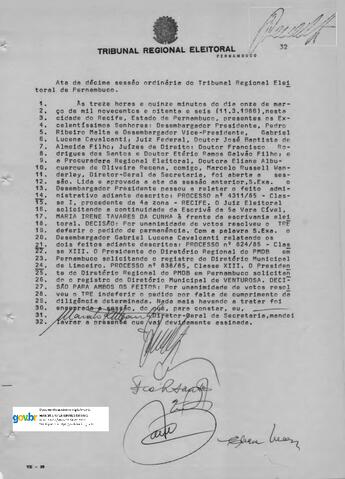 32
TRIBUNAL REGIONAL ELEITORAL
PERNAMBUCO
Ata da décima sessão ordinária do Tribunal Regional Elei
toral de Pernambuco.
1. Às treze horas e quinze minutos do dia onze de mar-
2. ço de mil novecentos e oitenta e seis (11.3.1986), nesta
3. cidade do Recife, Estado de Pernambuco, presentes os Ex-
4. celentíssimos Senhores: Desembargador Presidente, Pedro
5. Ribeiro Malta e Desembargador Vice-Presidente, Gabriel
6. Lucena Cavalcanti, Juiz Federal, Doutor José Baptista de
7. Almeida Filho; Juízes de Direito: Doutor Francisco Ro-
8. drigues dos Santos e Doutor Etério Ramos Galvão Filho; e
9. a Procuradora Regional Eleitoral, Doutora Eliane Albu-
10. querque de Oliveira Recena, comigo, Marcelo Russell Wan-
11. derley, Diretor-Geral da Secretaria, foi aberta a ses-
12. são. Lida e aprovada a ata da sessão anterior, S.Exa. o
13. Desembargador Presidente passou a relatar o feito admi-
14. nistrativo adiante descrito: PROCESSO nº 4311/85 - Clas-
15. se I, procedente da 4a zona - RECIFE. O Juiz Eleitoral
16. solicitando a continuidade da Escrivã da 5a Vara Cível,
17. MARIA IRENE TAVARES DA CUNHA à frente da escrivania elei
18. toral. DECISÃO: Por unanimidade de votos resolveu o TRE
19. deferir o pedido de permanência. Com a palavra S.Exa. o
20. Desembargador Gabriel Lucena Cavalcanti relatando os
21. dois feitos adiante descritos: PROCESSO nº 624/85 - Clas-
22. se XIII. O Presidente do Diretório Regional do PMDB em
23. Pernambuco solicitando o registro do Diretório Municipal
24. de Limoeiro. PROCESSO nº 636/85, Classe XIII. O Presiden
25. te do Diretório Regional do PMDB em Pernambuco solicitan
26. do o registro do Diretório Municipal de VENTUROSA. DECI-
27. SÃO PARA AMBOS OS FEITOS: Por unanimidade de votos resol
28. veu o TRE indeferir o pedido por falta de cumprimento de
29. diligência determinada. Nada mais havendo a tratar foi
30. encerrada a sessão, do que, para constar, eu,
31. Diretor-Geral da Secretaria, mandei
32. lavrar a presente que vai devidamente assinada.
gov.br